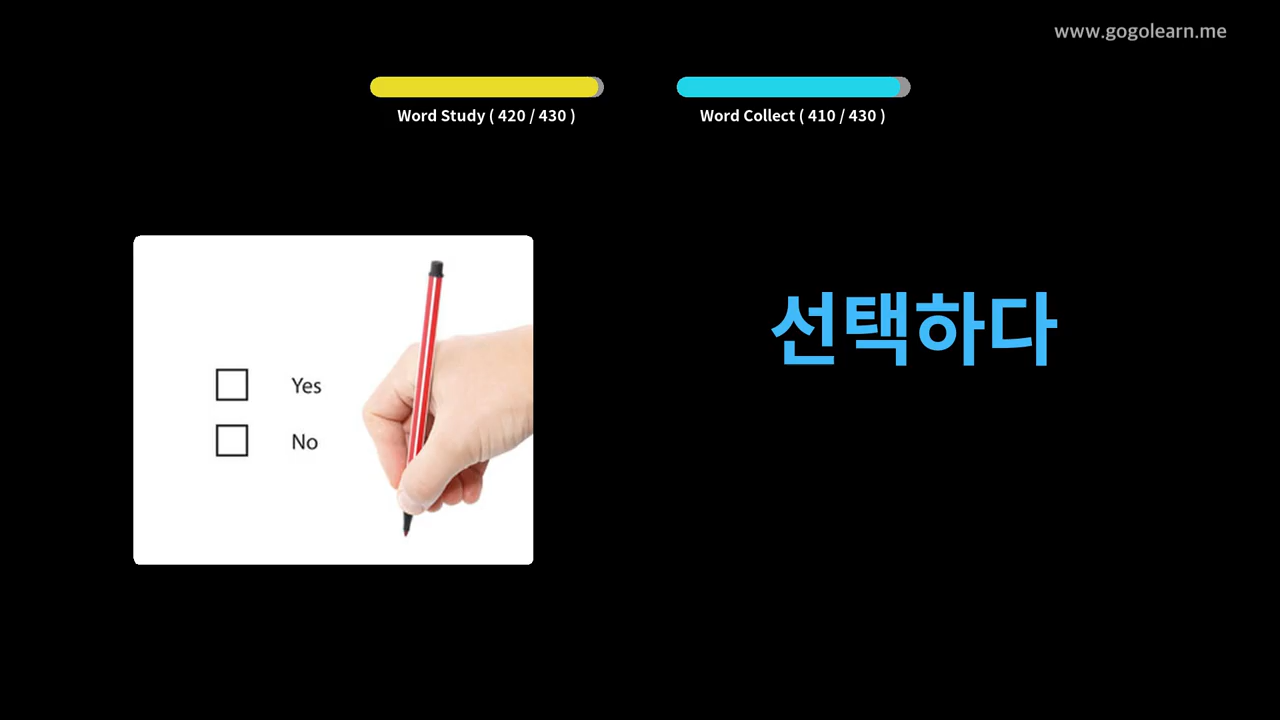 www.gogolearn.me
Word Study ( 420 / 430 )
Word Collect ( 410 / 430 )
선택하다
Yes
No